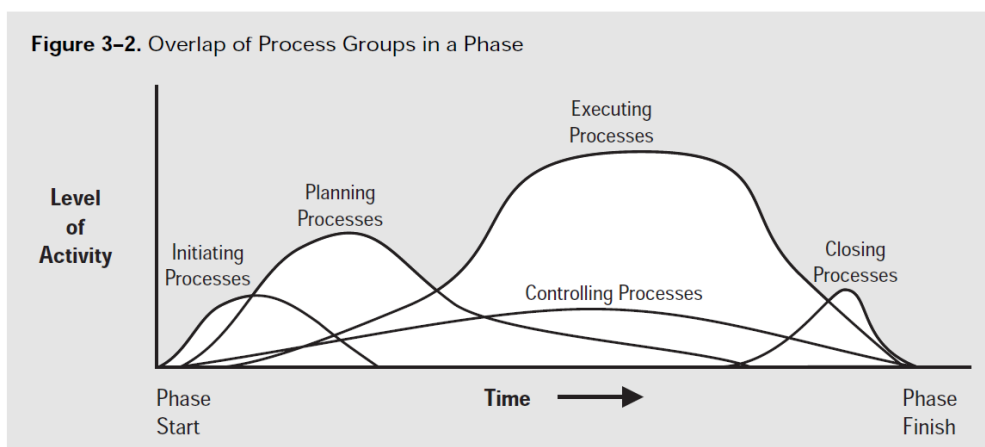 Figure 3–2. Overlap of Process Groups in a Phase
Executing
Processes
Level
of
Activity
Planning
Processes
Initiating
Processes
Closing
Processes
Controlling Processes
Phase
Start
Time
Phase
Finish